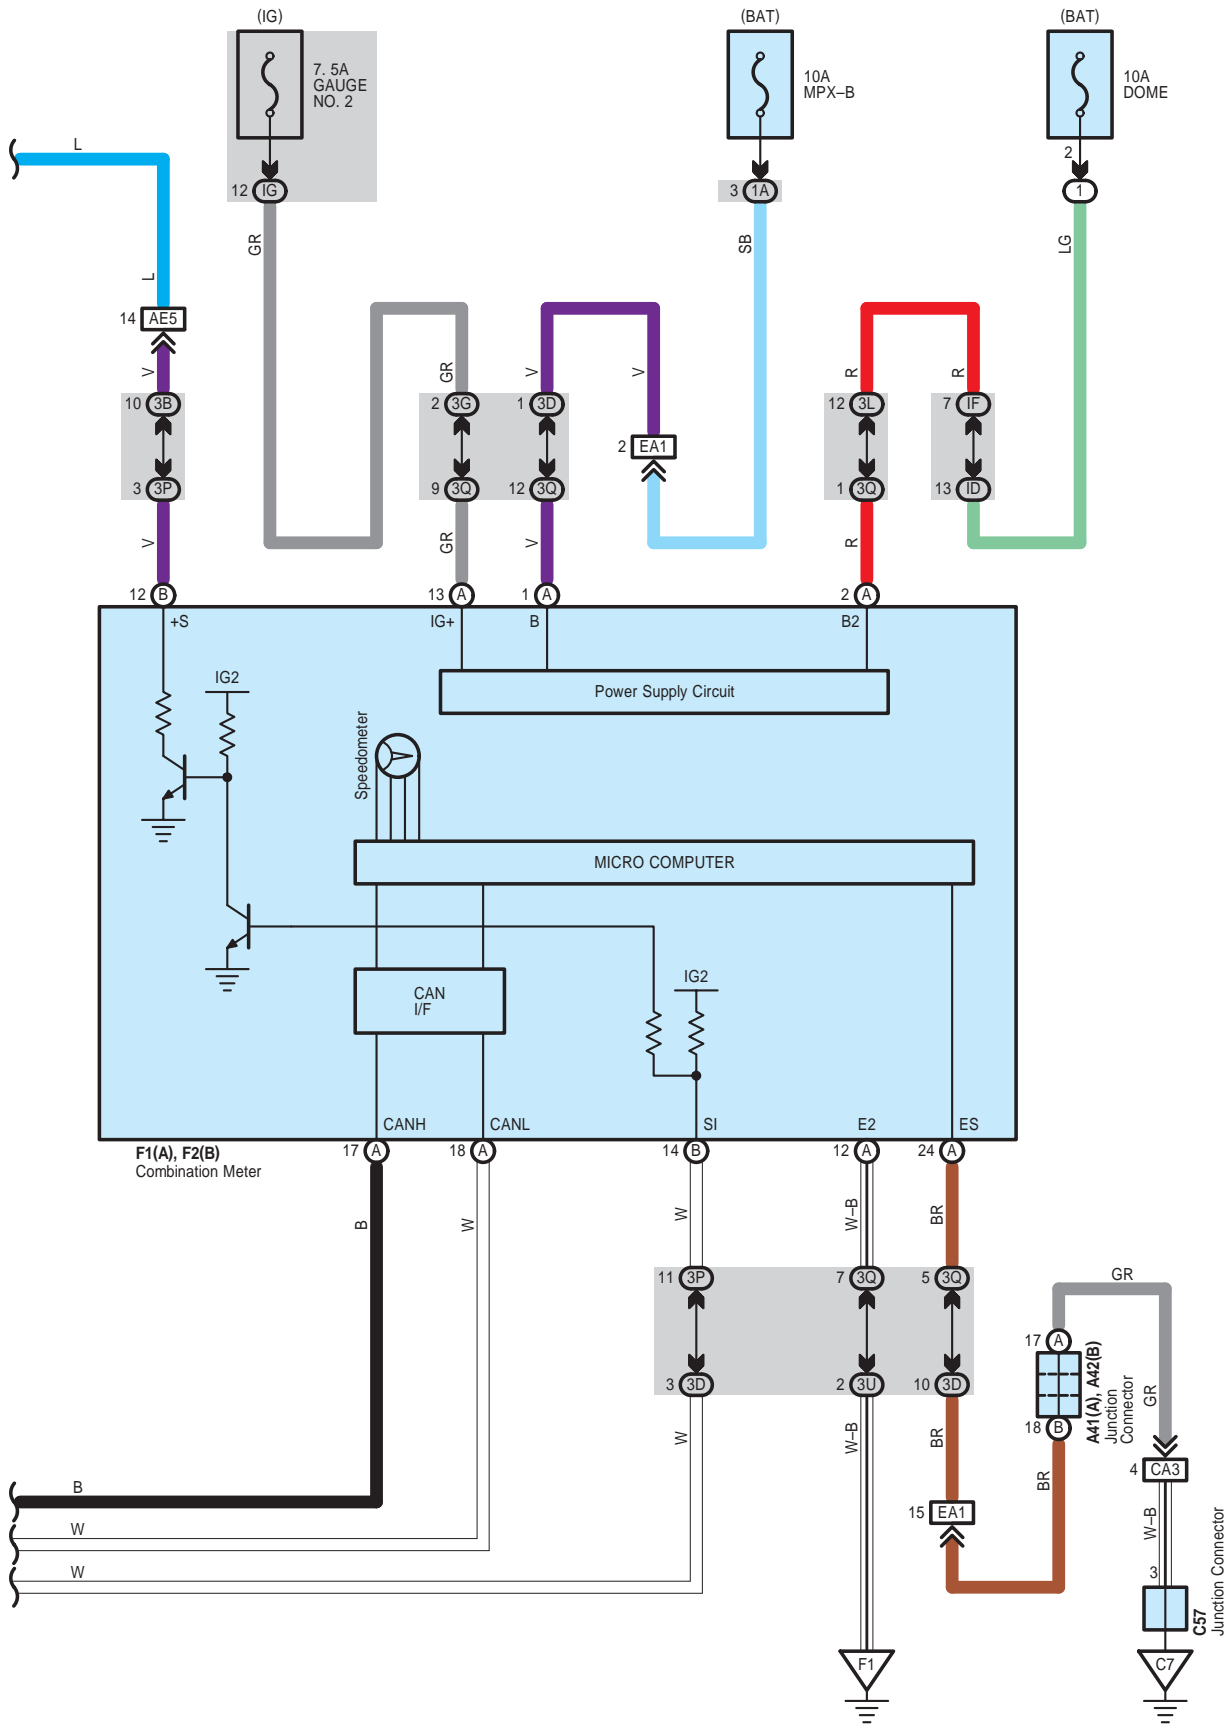 (IG)
(BAT)
(BAT)
7. 5A
GAUGE
NO. 2
10A
MPX–B
10A
DOME
L
2
12 IG
3 1A
1
GR
SB
LG
L
14 AE5
V
GR
V
V
R
R
10 3B
2 3G
1 3D
12 3L
7 IF
2 EA1
3 3P
9 3Q
12 3Q
1 3Q
13 ID
V
GR
V
R
12 B
13 A
1 A
2 A
+S
IG+
B
B2
IG2
Power Supply Circuit
Speedometer
MICRO COMPUTER
CAN
I/F
IG2
CANH
CANL
SI
E2
ES
F1(A), F2(B)
Combination Meter
17 A
18 A
14 B
12 A
24 A
B
W
W
W–B
BR
11 3P
7 3Q
5 3Q
GR
17 A
3 3D
2 3U
10 3D
GR
A41(A), A42(B)
Junction
Connector
18 B
W
W–B
BR
BR
4 CA3
B
15 EA1
W–B
W
W
3
C57
Junction Connector
F1
C7